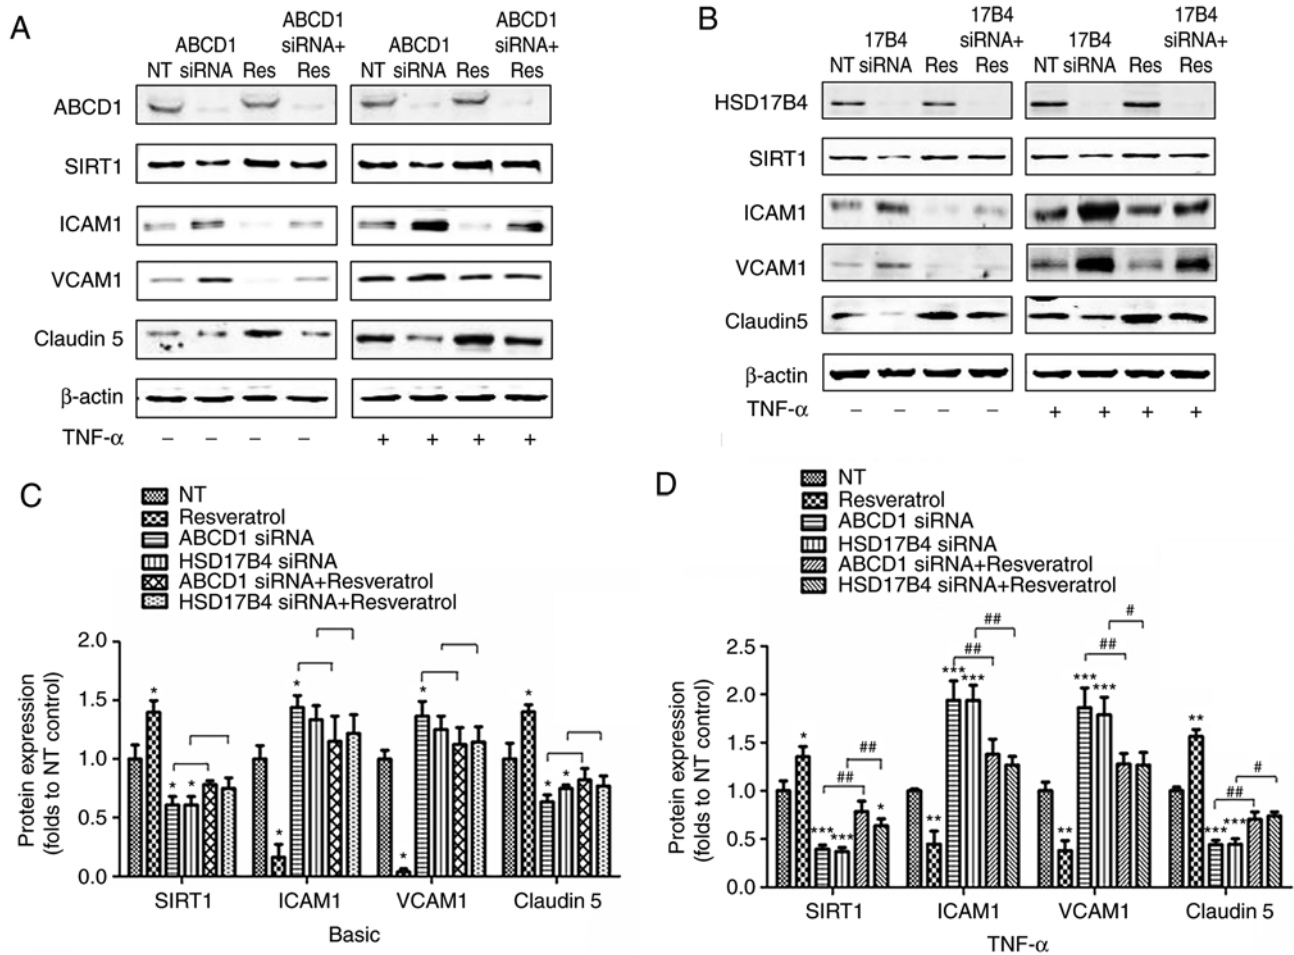 A
ABCD1 siRNA+ Res
ABCD1 siRNA+ Res
ABCD1 siRNA
ABCD1 siRNA
NT Res
NT Res
ABCD1
SIRT1
ICAM1
VCAM1
Claudin 5
β-actin
TNF-α − − − − + + + +
B
17B4 siRNA+ Res
17B4 siRNA+ Res
17B4 siRNA
17B4 siRNA
NT Res
NT Res
HSD17B4
SIRT1
ICAM1
VCAM1
Claudin5
β-actin
TNF-α − − − − + + + +
C
NT
Resveratrol
ABCD1 siRNA
HSD17B4 siRNA
ABCD1 siRNA+Resveratrol
HSD17B4 siRNA+Resveratrol
Protein expression
(folds to NT control)
2.0
1.5
1.0
0.5
0.0
* * * * * * * * * *
SIRT1 ICAM1 VCAM1 Claudin 5
Basic
D
NT
Resveratrol
ABCD1 siRNA
HSD17B4 siRNA
ABCD1 siRNA+Resveratrol
HSD17B4 siRNA+Resveratrol
Protein expression
(folds to NT control)
2.5
2.0
1.5
1.0
0.5
0.0
* *** *** ## ## *
** *** *** ## ##
** *** *** ## #
** *** *** ## #
SIRT1 ICAM1 VCAM1 Claudin 5
TNF-α